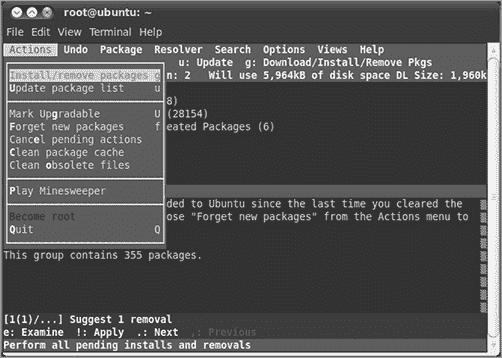 root@ubuntu: ~
File Edit View Terminal Help
Actions Undo Package Resolver Search Options Views Help
u: Update g: Download/Install/Remove Pkgs
Install/remove packages g n: 2 Will use 5,964kB of disk space DL Size: 1,960k
Update package list u
8)
Mark Upgradable U (28154)
Forget new packages f eated Packages (6)
Cancel pending actions
Clean package cache
Clean obsolete files
Play Minesweeper
ded to Ubuntu since the last time you cleared the
Become root ose "Forget new packages" from the Actions menu to
Quit Q
This group contains 355 packages.
[1(1)/...] Suggest 1 removal
e: Examine !: Apply .: Next ,: Previous
Perform all pending installs and removals